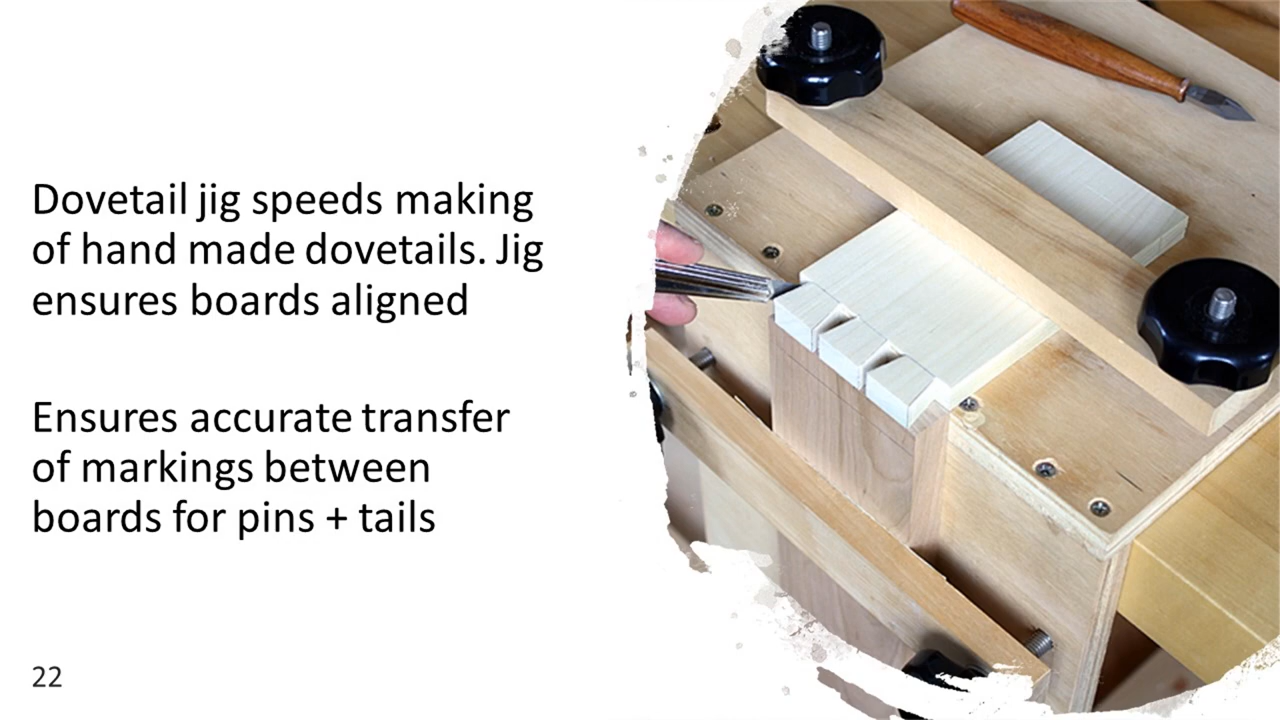 Dovetail jig speeds making
of hand made dovetails. Jig
ensures boards aligned
Ensures accurate transfer
of markings between
boards for pins + tails
22